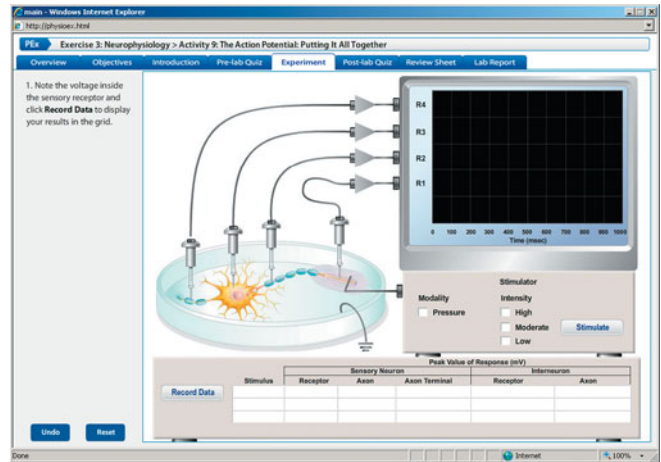 main - Windows Internet Explorer
http://physioex.html
PEx Exercise 3: Neurophysiology > Activity 9: The Action Potential: Putting It All Together
Overview Objectives Introduction Pre-lab Quiz Experiment Post-lab Quiz Review Sheet Lab Report
1. Note the voltage inside
the sensory receptor and
click Record Data to display
your results in the grid.
R4
R3
R2
R1
0 100 200 300 400 500 600 700 800 900 1000
Time (msec)
Stimulator
Modality Intensity
Pressure High
Moderate Stimulate
Low
Peak Value of Response (mV)
Sensory Neuron Interneuron
Record Data Stimulus Receptor Axon Axon Terminal Receptor Axon
Undo Reset
Done Internet 100%